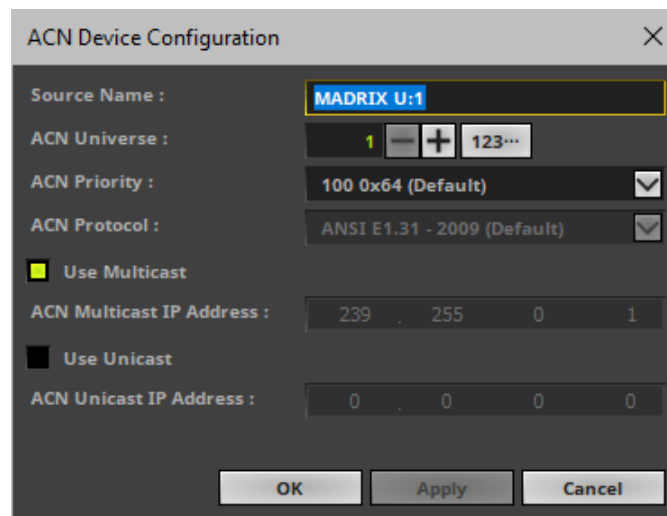 ACN Device Configuration
Source Name : MADRIX U:1
ACN Universe : 1 123...
ACN Priority : 100 0x64 (Default)
ACN Protocol : ANSI E1.31 - 2009 (Default)
Use Multicast
ACN Multicast IP Address : 239 . 255 0 1
Use Unicast
ACN Unicast IP Address : 0 . 0 0 0
OK Apply Cancel